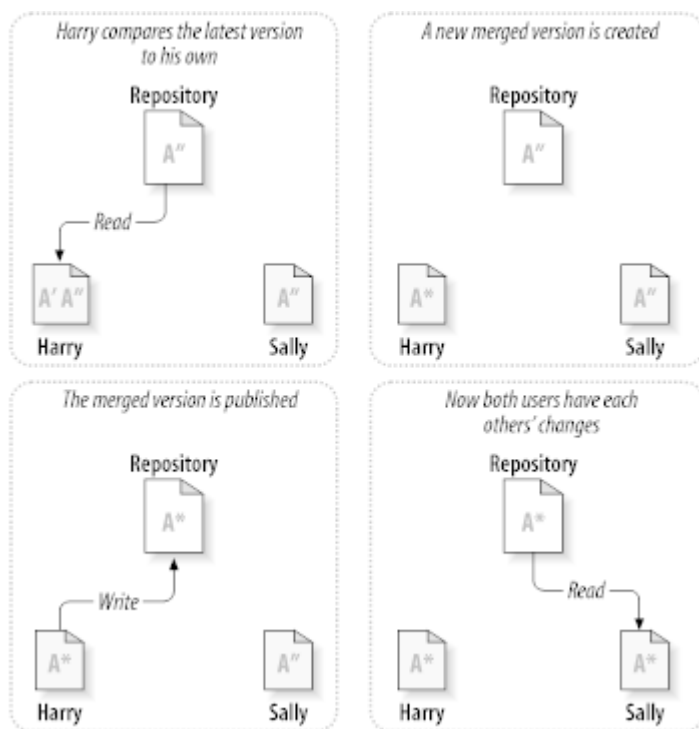 Harry compares the latest version
to his own
Repository
A"
Read
A' A"
A"
Harry
Sally
A new merged version is created
Repository
A"
A*
A"
Harry
Sally
The merged version is published
Repository
A*
Write
A*
A"
Harry
Sally
Now both users have each
others' changes
Repository
A*
Read
A*
A*
Harry
Sally